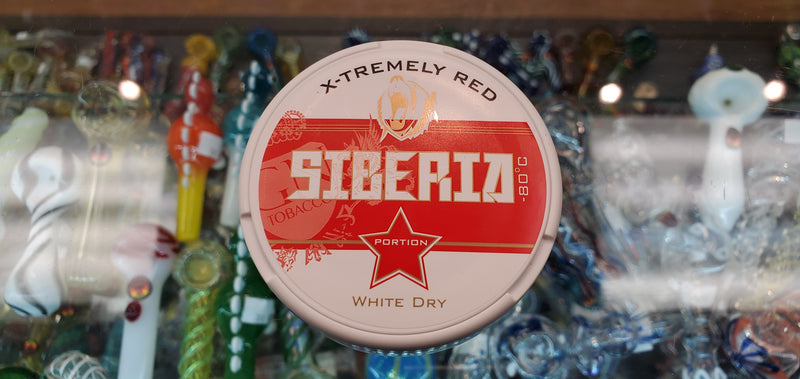 X-TREMELY RED
SIBERIA
-80°C
TOBACCO
PORTION
WHITE DRY